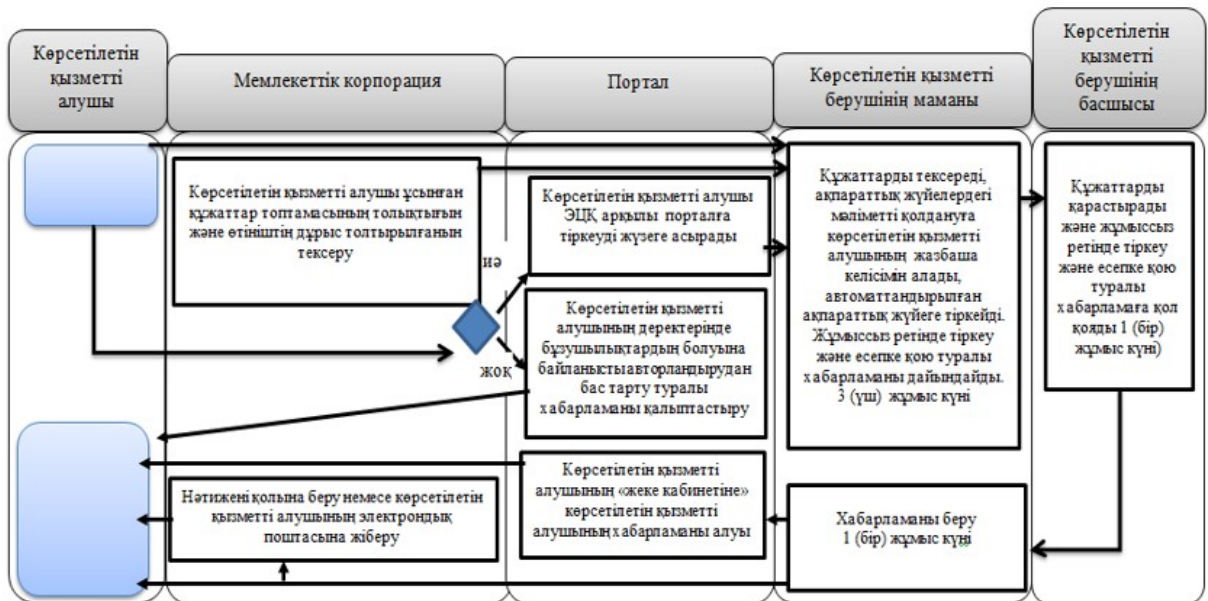 Көрсетілетін
қызметті
алушы
Мемлекеттік корпорация
Портал
Көрсетілетін қызметті
берушінің маманы
Көрсетілетін
қызметті
берушінің
басшысы
Көрсетілетін қызметті алушы ұсынған
құжаттар топтамасының толықтығын
және өтініштің дұрыс толтырылғанын
тексеру
иә
жоқ
Көрсетілетін қызметті алушы
ЭЦҚ арқылы порталға
тіркеуді жүзеге асырады
Көрсетілетін қызметті
алушының деректерінде
бұзушылықтардың болуына
байланысты авторландырудан
бас тарту туралы
хабарламаны қалыптастыру
Құжаттарды тексереді,
ақпараттық жүйелердегі
мәліметті қолдануға
көрсетілетін қызметті
алушының жазбаша
келісімін алады,
автоматтандырылған
ақпараттық жүйеге тіркейді.
Жұмыссыз ретінде тіркеу
және есепке қою туралы
хабарламаны дайындайды.
3 (үш) жұмыс күні
Құжаттарды
қарастырады
және жұмыссыз
ретінде тіркеу
және есепке қою
туралы
хабарламаға қол
қояды 1 (бір)
жұмыс күні)
Нәтижені қолына беру немесе көрсетілетін
қызметті алушының электрондық
поштасына жіберу
Көрсетілетін қызметті
алушының «жеке кабинетіне»
көрсетілетін қызметті
алушының хабарламаны алуы
Хабарламаны беру
1 (бір) жұмыс күні